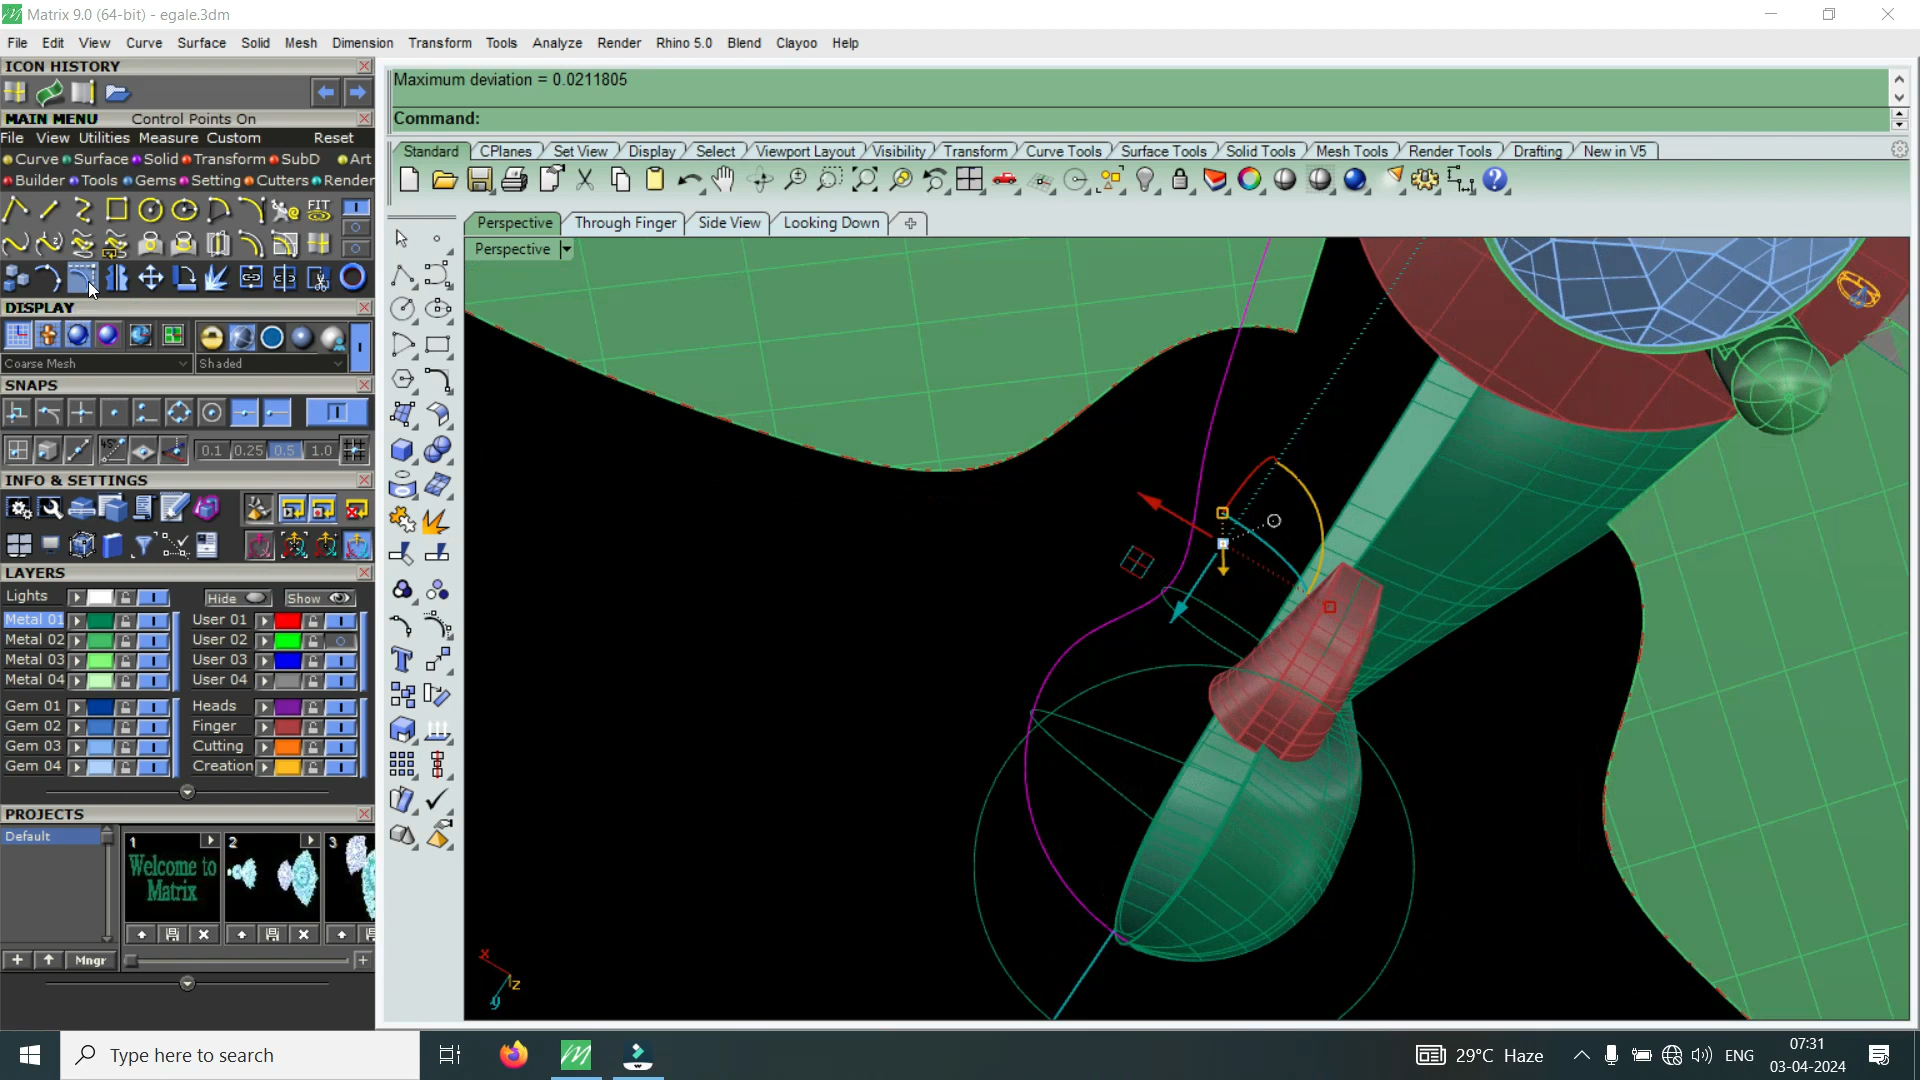 Matrix 9.0 (64-bit) - egale.3dm
File Edit View Curve Surface Solid Mesh Dimension Transform Tools Analyze Render Rhino 5.0 Blend Clayoo Help
ICON HISTORY
MAIN MENU Control Points On
File View Utilities Measure Custom Reset
Curve Surface Solid Transform SubD Art
Builder Tools Gems Setting Cutters Render
FIT
DISPLAY
Coarse Mesh Shaded
SNAPS
0.1 0.25 0.5 1.0
INFO & SETTINGS
LAYERS
Lights Hide Show
Metal 01 User 01
Metal 02 User 02
Metal 03 User 03
Metal 04 User 04
Gem 01 Heads
Gem 02 Finger
Gem 03 Cutting
Gem 04 Creation
PROJECTS
Default
1 2 3
Welcome to
Matrix
Mngr
Maximum deviation = 0.0211805
Command:
Standard CPlanes Set View Display Select Viewport Layout Visibility Transform Curve Tools Surface Tools Solid Tools Mesh Tools Render Tools Drafting New in V5
Perspective Through Finger Side View Looking Down
Perspective
x
z
y
Type here to search
29°C Haze
ENG
07:31
03-04-2024